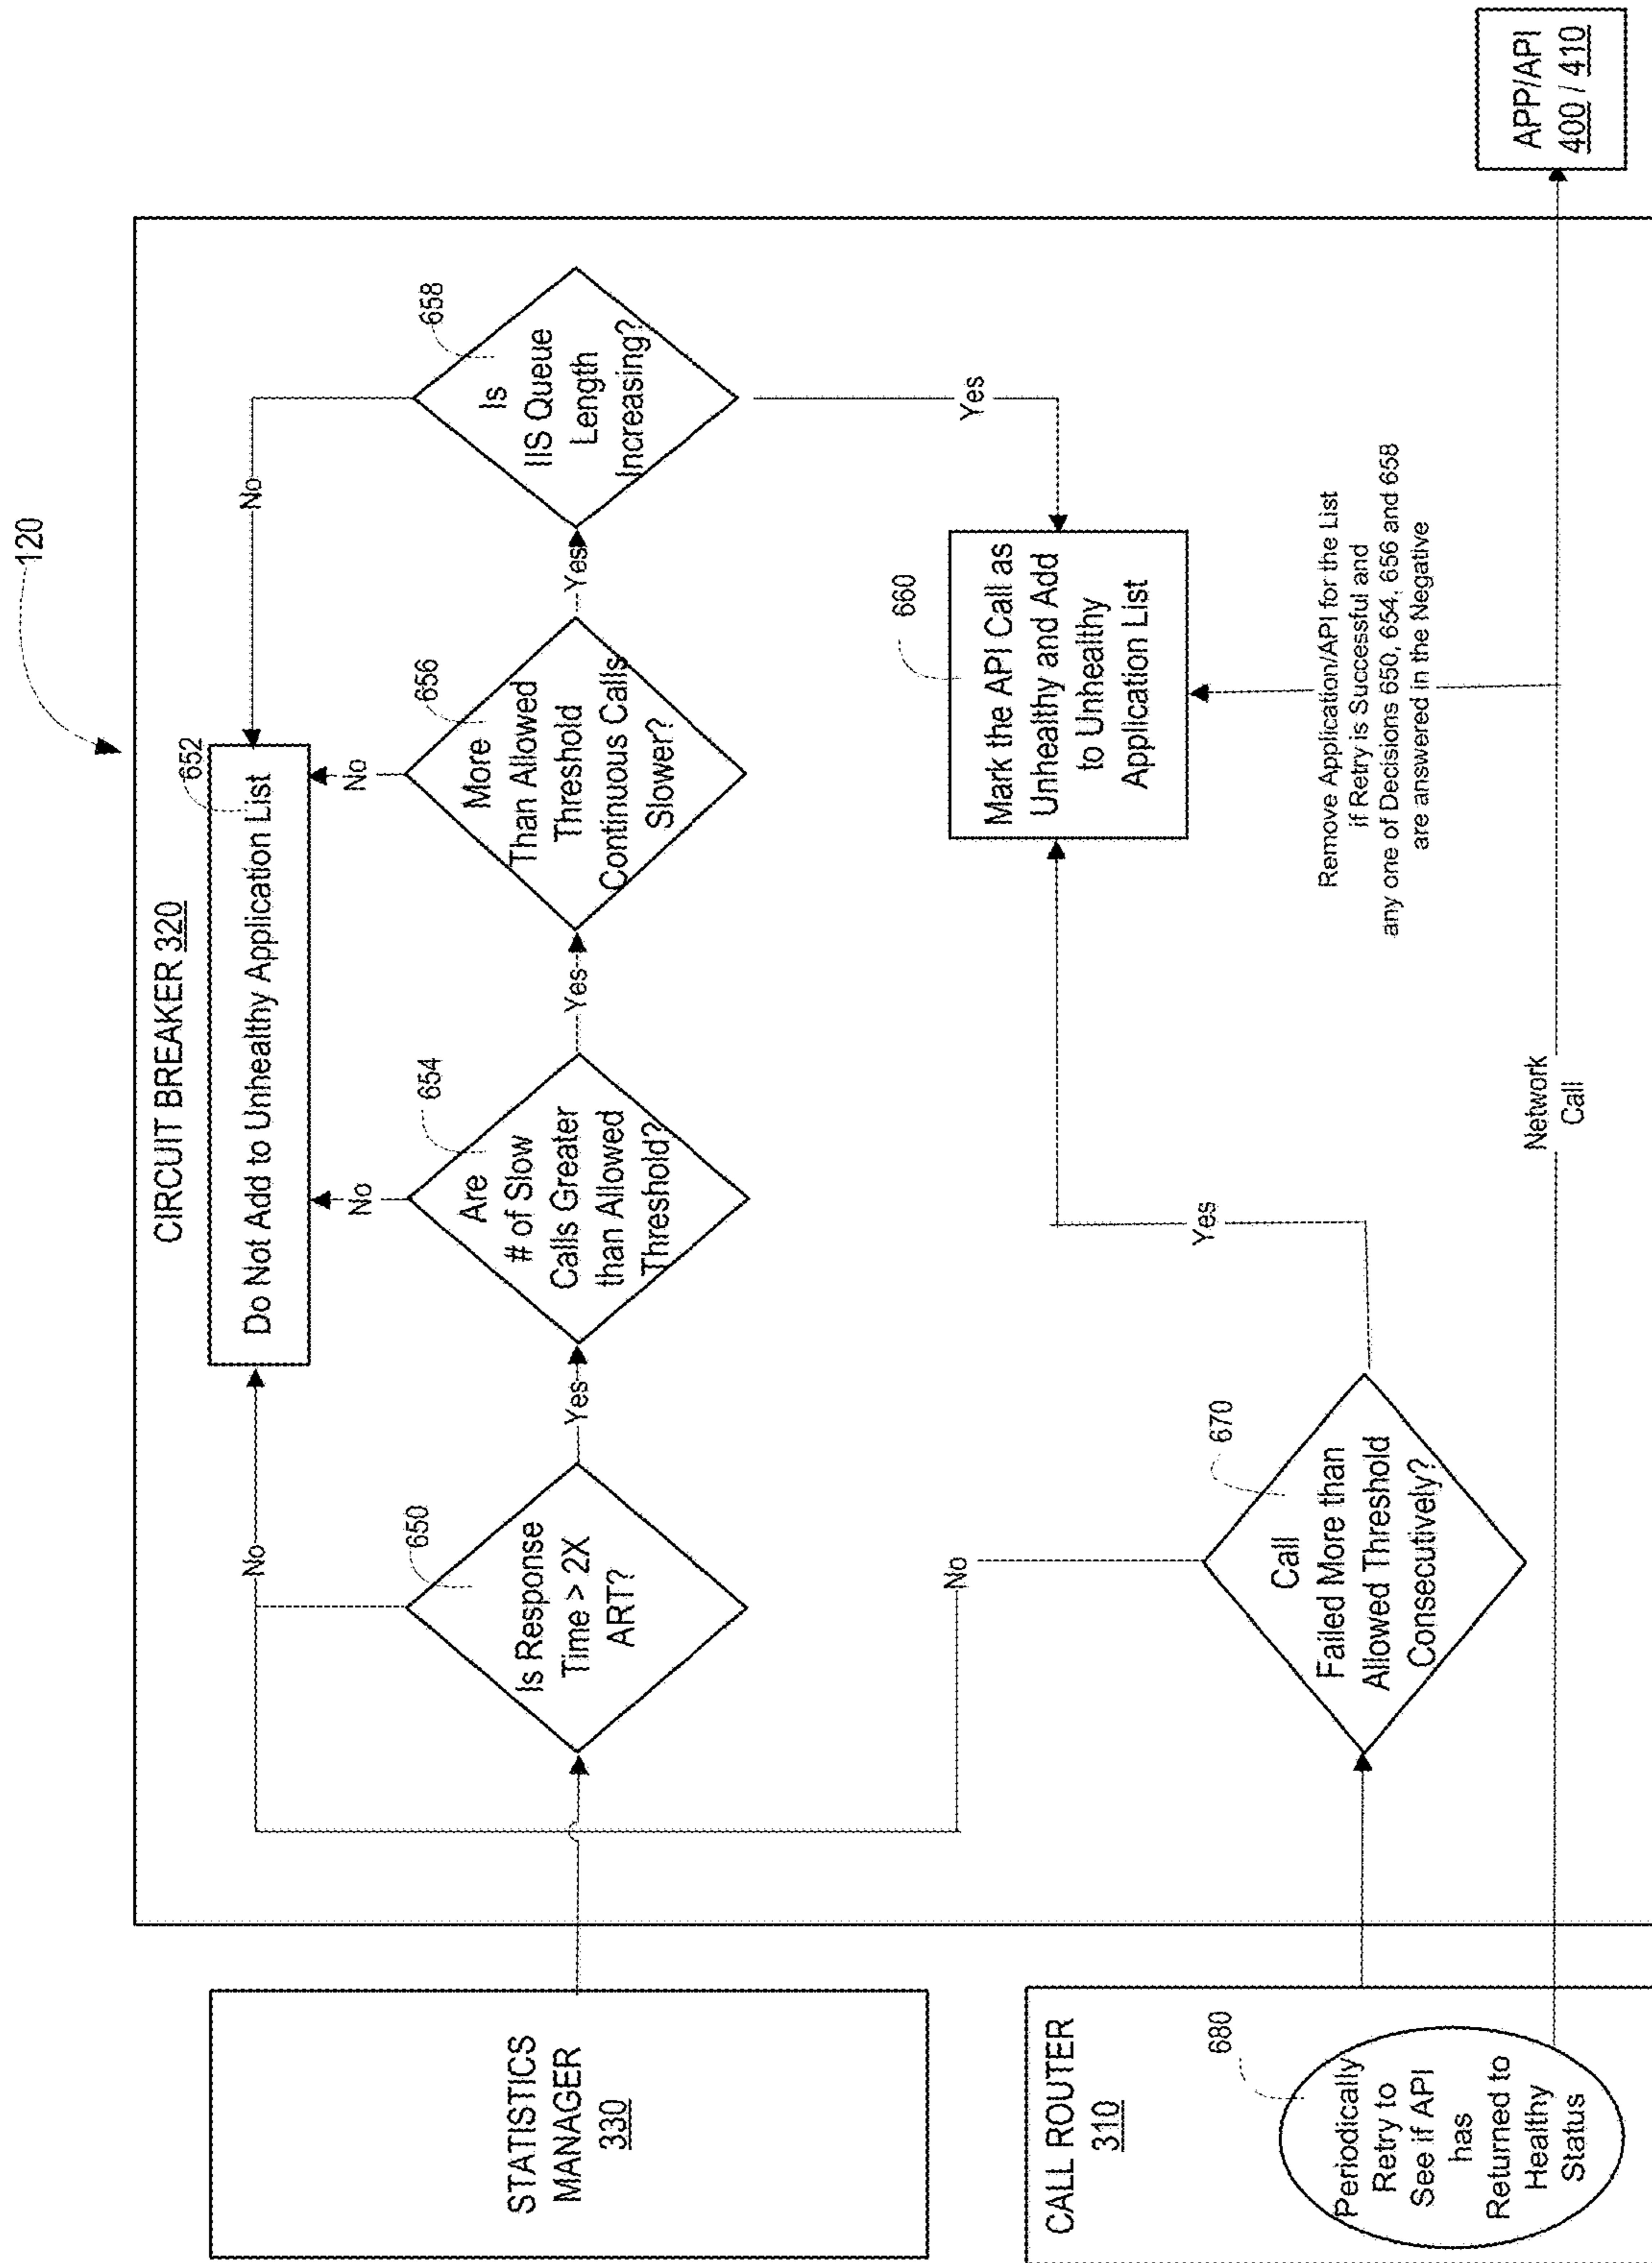 120
CIRCUIT BREAKER 320
652
Do Not Add to Unhealthy Application List
No
No
No
No
650
Is Response
Time > 2X
ART?
Yes
654
Are
# of Slow
Calls Greater
than Allowed
Threshold?
Yes
656
More
Than Allowed
Threshold
Continuous Calls
Slower?
Yes
658
Is
IIS Queue
Length
Increasing?
Yes
STATISTICS
MANAGER
330
660
Mark the API Call as
Unhealthy and Add
to Unhealthy
Application List
No
670
Call
Failed More than
Allowed Threshold
Consecutively?
Yes
Remove Application/API for the List
if Retry is Successful and
any one of Decisions 650, 654, 656 and 658
are answered in the Negative
CALL ROUTER
310
680
Periodically
Retry to
See if API
has
Returned to
Healthy
Status
Network
Call
APP/API
400 / 410